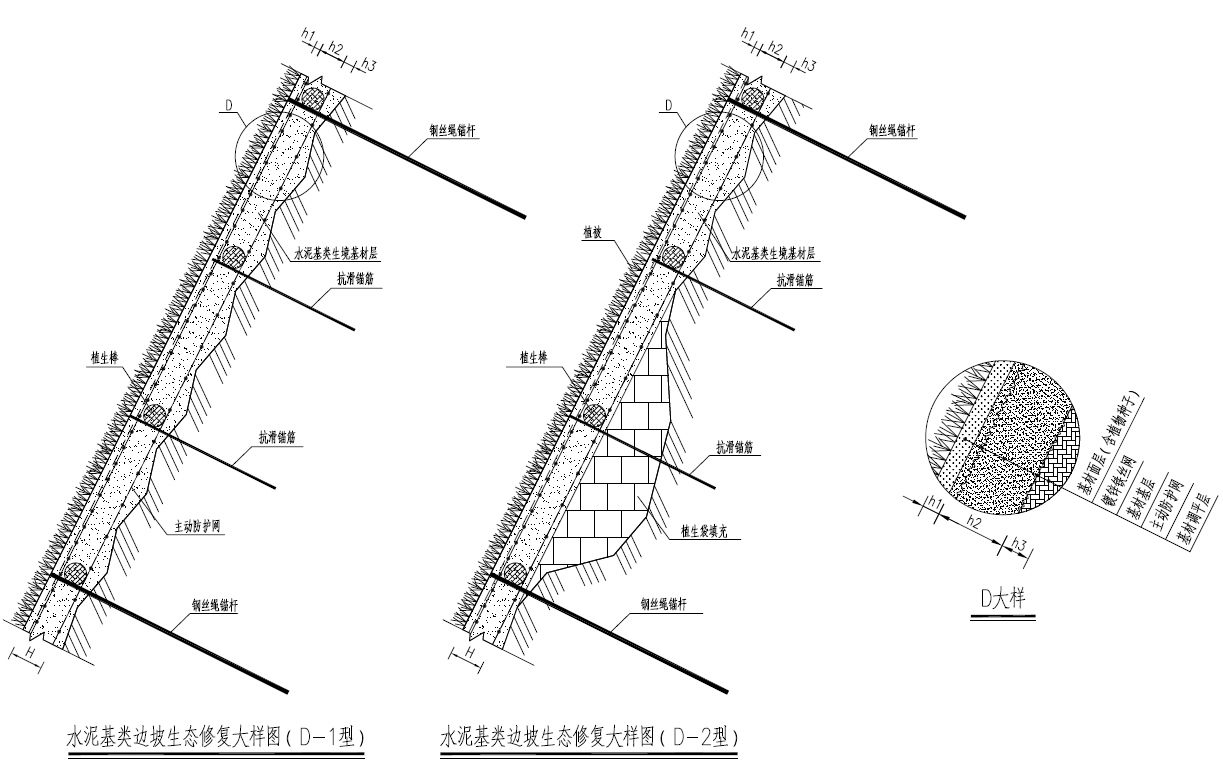 h1
h2
h3
D
钢丝绳锚杆
水泥基类生境基材层
抗滑锚筋
植生棒
抗滑锚筋
主动防护网
钢丝绳锚杆
H
水泥基类边坡生态修复大样图(D-1型)
h1
h2
h3
D
钢丝绳锚杆
植被
水泥基类生境基材层
抗滑锚筋
植生棒
抗滑锚筋
植生袋填充
钢丝绳锚杆
H
水泥基类边坡生态修复大样图(D-2型)
基材面层(含植物种子)
镀锌铁丝网
基材基层
主动防护网
基材调平层
h1
h2
h3
D大样